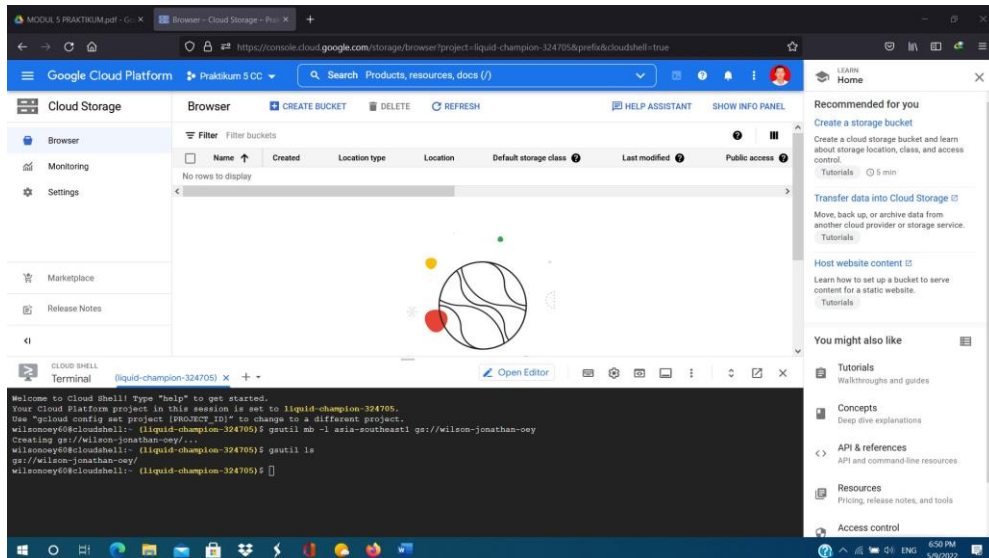 MODUL 5 PRAKTIKUM.pdf - Go
Browser – Cloud Storage – Prak
https://console.cloud.google.com/storage/browser?project=liquid-champion-324705&prefix&cloudshell=true
Google Cloud Platform
Praktikum 5 CC
Search Products, resources, docs (/)
Cloud Storage
Browser
Monitoring
Settings
Marketplace
Release Notes
Browser
CREATE BUCKET
DELETE
REFRESH
HELP ASSISTANT
SHOW INFO PANEL
Filter Filter buckets
Name Created Location type Location Default storage class Last modified Public access
No rows to display
LEARN
Home
Recommended for you
Create a storage bucket
Create a cloud storage bucket and learn
about storage location, class, and access
control.
Tutorials 5 min
Transfer data into Cloud Storage
Move, back up, or archive data from
another cloud provider or storage service.
Tutorials
Host website content
Learn how to set up a bucket to serve
content for a static website.
Tutorials
You might also like
Tutorials
Walkthroughs and guides
Concepts
Deep dive explanations
API & references
API and command-line resources
Resources
Pricing, release notes, and tools
Access control
CLOUD SHELL
Terminal
(liquid-champion-324705)
Open Editor
Welcome to Cloud Shell! Type "help" to get started.
Your Cloud Platform project in this session is set to liquid-champion-324705.
Use "gcloud config set project [PROJECT_ID]" to change to a different project.
wilsonoey60@cloudshell:~ (liquid-champion-324705)$ gsutil mb -l asia-southeast1 gs://wilson-jonathan-oey
Creating gs://wilson-jonathan-oey/...
wilsonoey60@cloudshell:~ (liquid-champion-324705)$ gsutil ls
gs://wilson-jonathan-oey/
wilsonoey60@cloudshell:~ (liquid-champion-324705)$
ENG
6:50 PM
5/9/2022